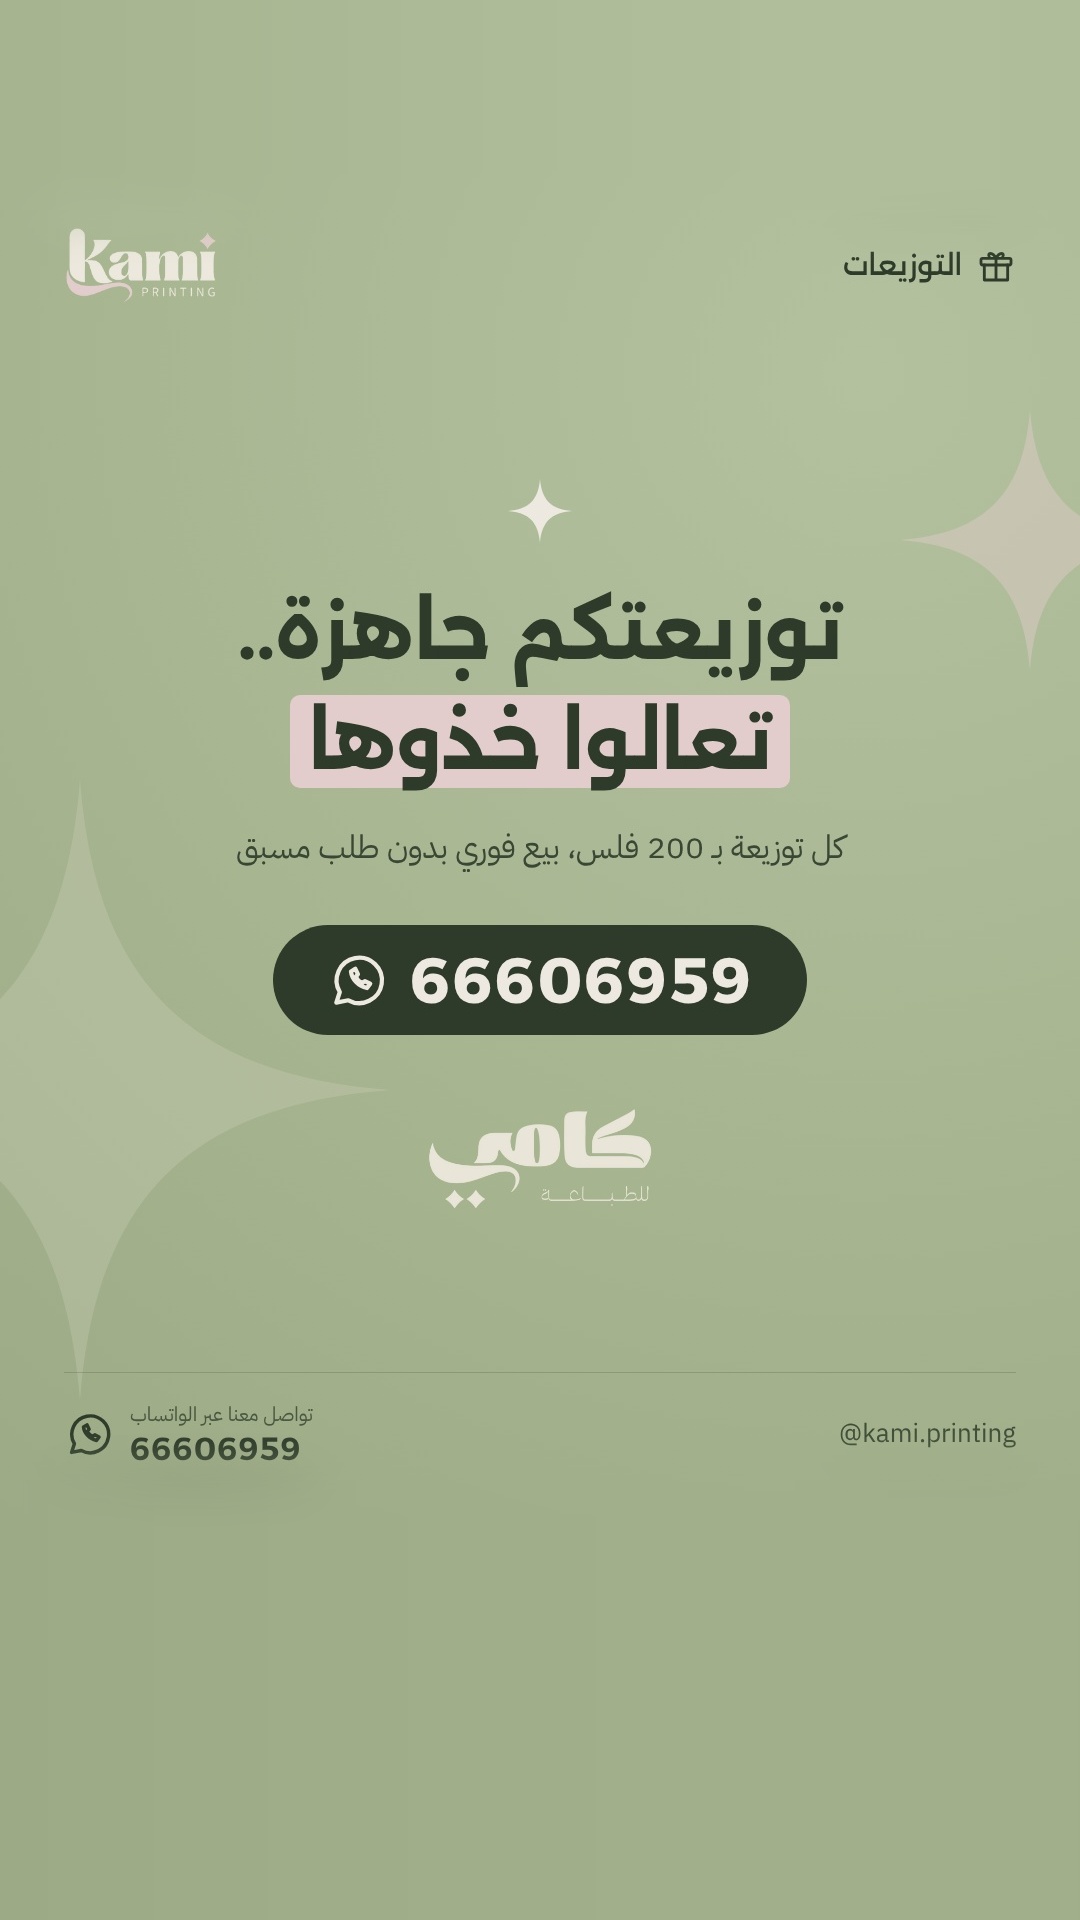 Kami
PRINTING
التوزيعات
توزيعتكم جاهزة..
تعالوا خذوها
كل توزيعة بـ 200 فلس، بيع فوري بدون طلب مسبق
66606959
كامي
للطبـــاعـــة
تواصل معنا عبر الواتساب
66606959
@kami.printing